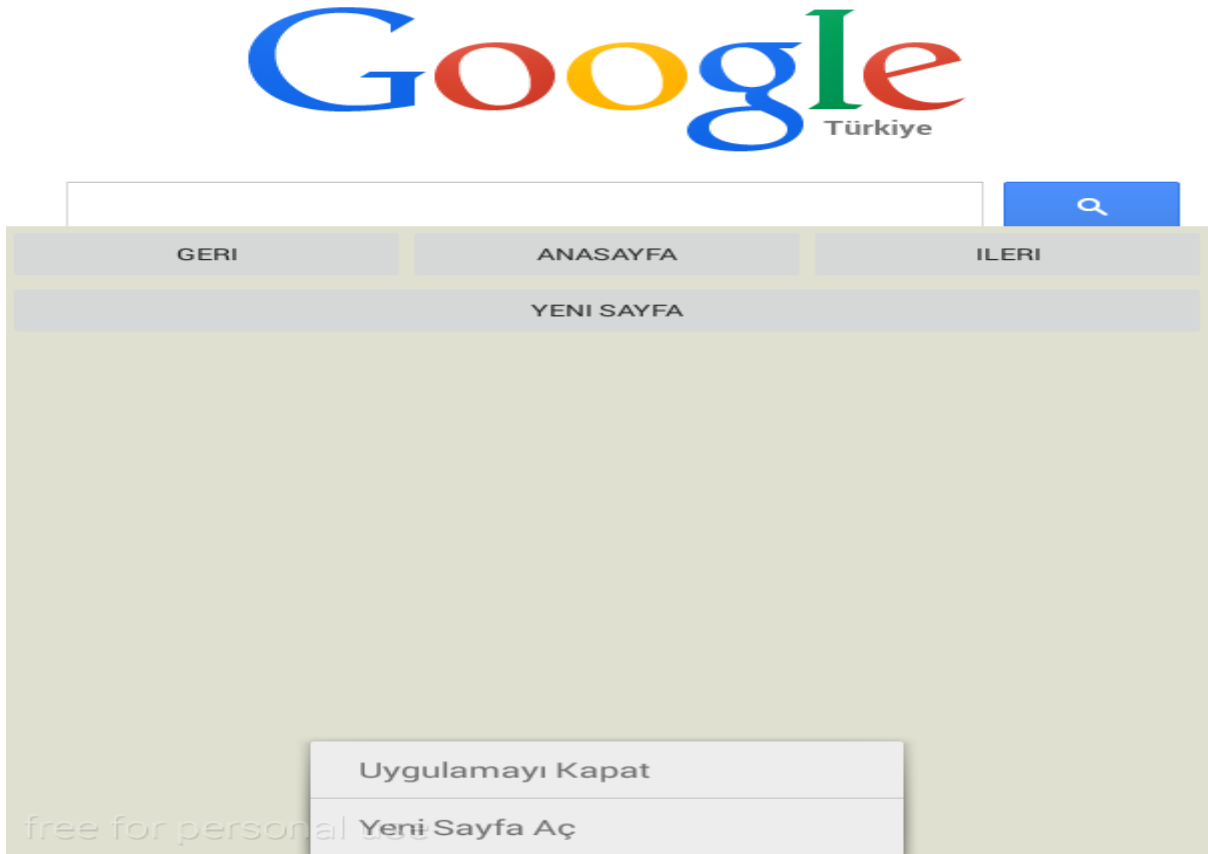 Google
Türkiye
GERI ANASAYFA ILERI
YENI SAYFA
Uygulamayı Kapat
Yeni Sayfa Aç
free for personal use